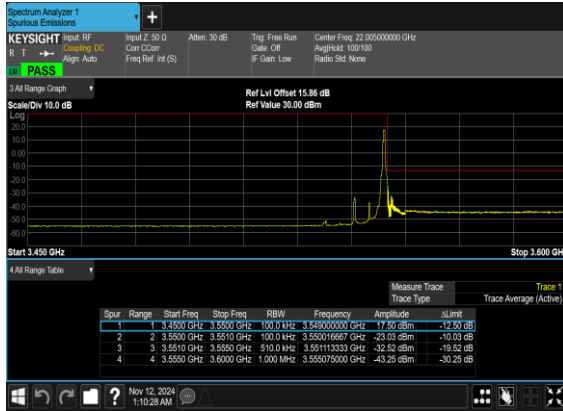 Spectrum Analyzer 1
Spurious Emissions
+
KEYSIGHT Input: RF Input Z: 50 Ω Atten: 30 dB Trig: Free Run Center Freq: 22.005000000 GHz
R T Coupling: DC Corr CCorr Gate: Off Avg|Hold: 100/100
Align: Auto Freq Ref: Int (S) IF Gain: Low Radio Std: None
PASS
3 All Range Graph
Ref Lvl Offset 15.86 dB
Scale/Div 10.0 dB Ref Value 30.00 dBm
Log
20.0
10.0
0.00
-10.0
-20.0
-30.0
-40.0
-50.0
-60.0
Start 3.450 GHz Stop 3.600 GH
4 All Range Table
Measure Trace Trace 1
Trace Type Trace Average (Active)
Spur Range Start Freq Stop Freq RBW Frequency Amplitude ΔLimit
1 1 3.4500 GHz 3.5500 GHz 100.0 kHz 3.549000000 GHz 17.50 dBm -12.50 dB
2 2 3.5500 GHz 3.5510 GHz 100.0 kHz 3.550016667 GHz -23.03 dBm -10.03 dB
3 3 3.5510 GHz 3.5550 GHz 510.0 kHz 3.551113333 GHz -32.52 dBm -19.52 dB
4 4 3.5550 GHz 3.6000 GHz 1.000 MHz 3.555075000 GHz -43.25 dBm -30.25 dB
? Nov 12, 2024
1:10:28 AM